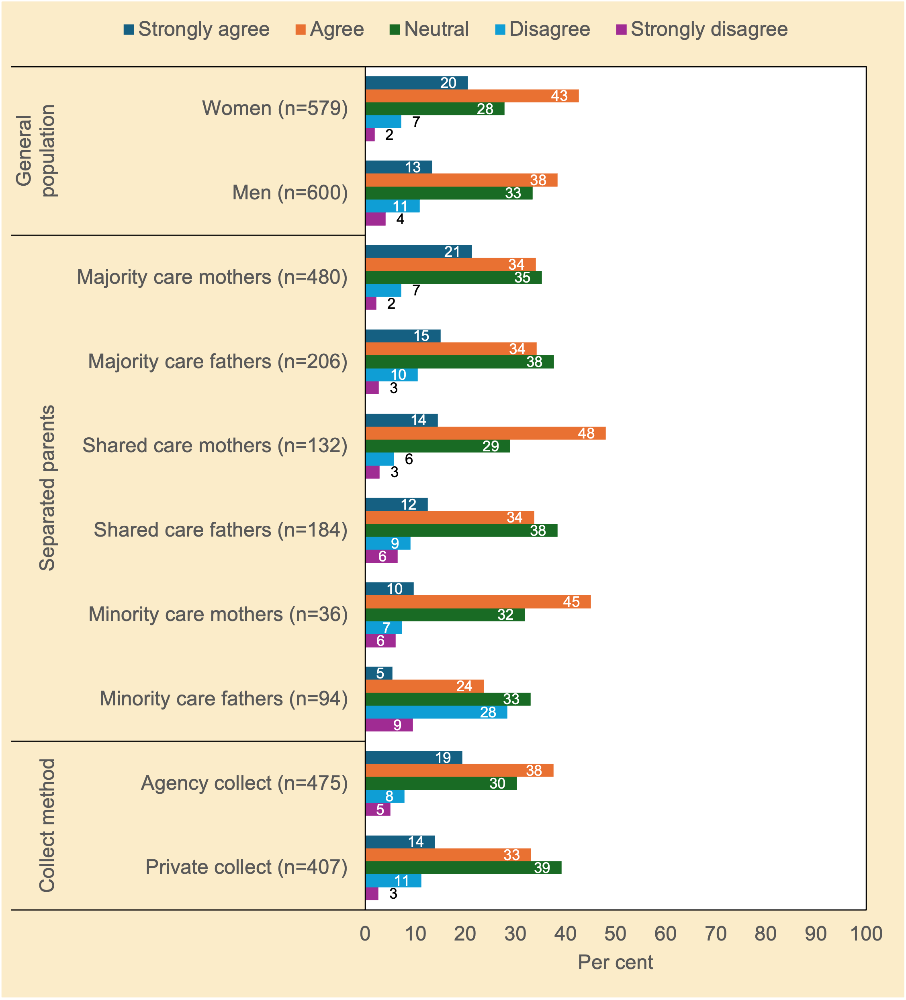 Strongly agree Agree Neutral Disagree Strongly disagree
General
population
Women (n=579)
20
43
28
7
2
Men (n=600)
13
38
33
11
4
Separated parents
Majority care mothers (n=480)
21
34
35
7
2
Majority care fathers (n=206)
15
34
38
10
3
Shared care mothers (n=132)
14
48
29
6
3
Shared care fathers (n=184)
12
34
38
9
6
Minority care mothers (n=36)
10
45
32
7
6
Minority care fathers (n=94)
5
24
33
28
9
Collect method
Agency collect (n=475)
19
38
30
8
5
Private collect (n=407)
14
33
39
11
3
0 10 20 30 40 50 60 70 80 90 100
Per cent